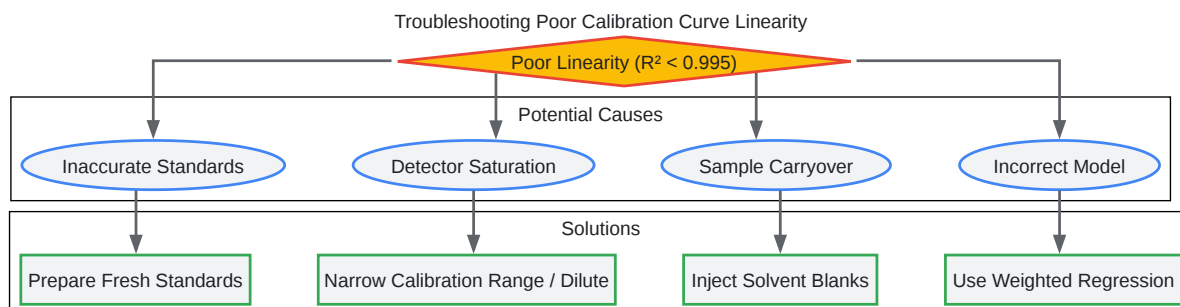 Troubleshooting Poor Calibration Curve Linearity
Poor Linearity (R² < 0.995)
Potential Causes
Inaccurate Standards
Detector Saturation
Sample Carryover
Incorrect Model
Solutions
Prepare Fresh Standards
Narrow Calibration Range / Dilute
Inject Solvent Blanks
Use Weighted Regression